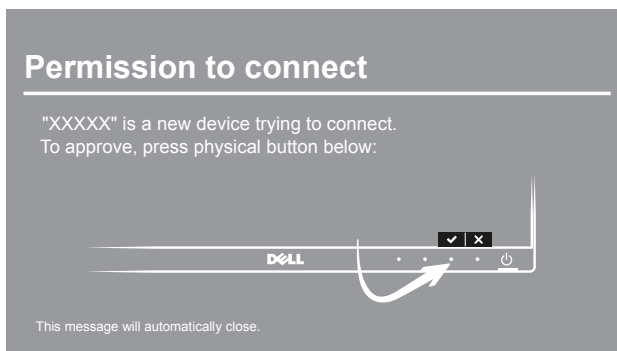 Permission to connect
"XXXXX" is a new device trying to connect.
To approve, press physical button below:
DELL
This message will automatically close.